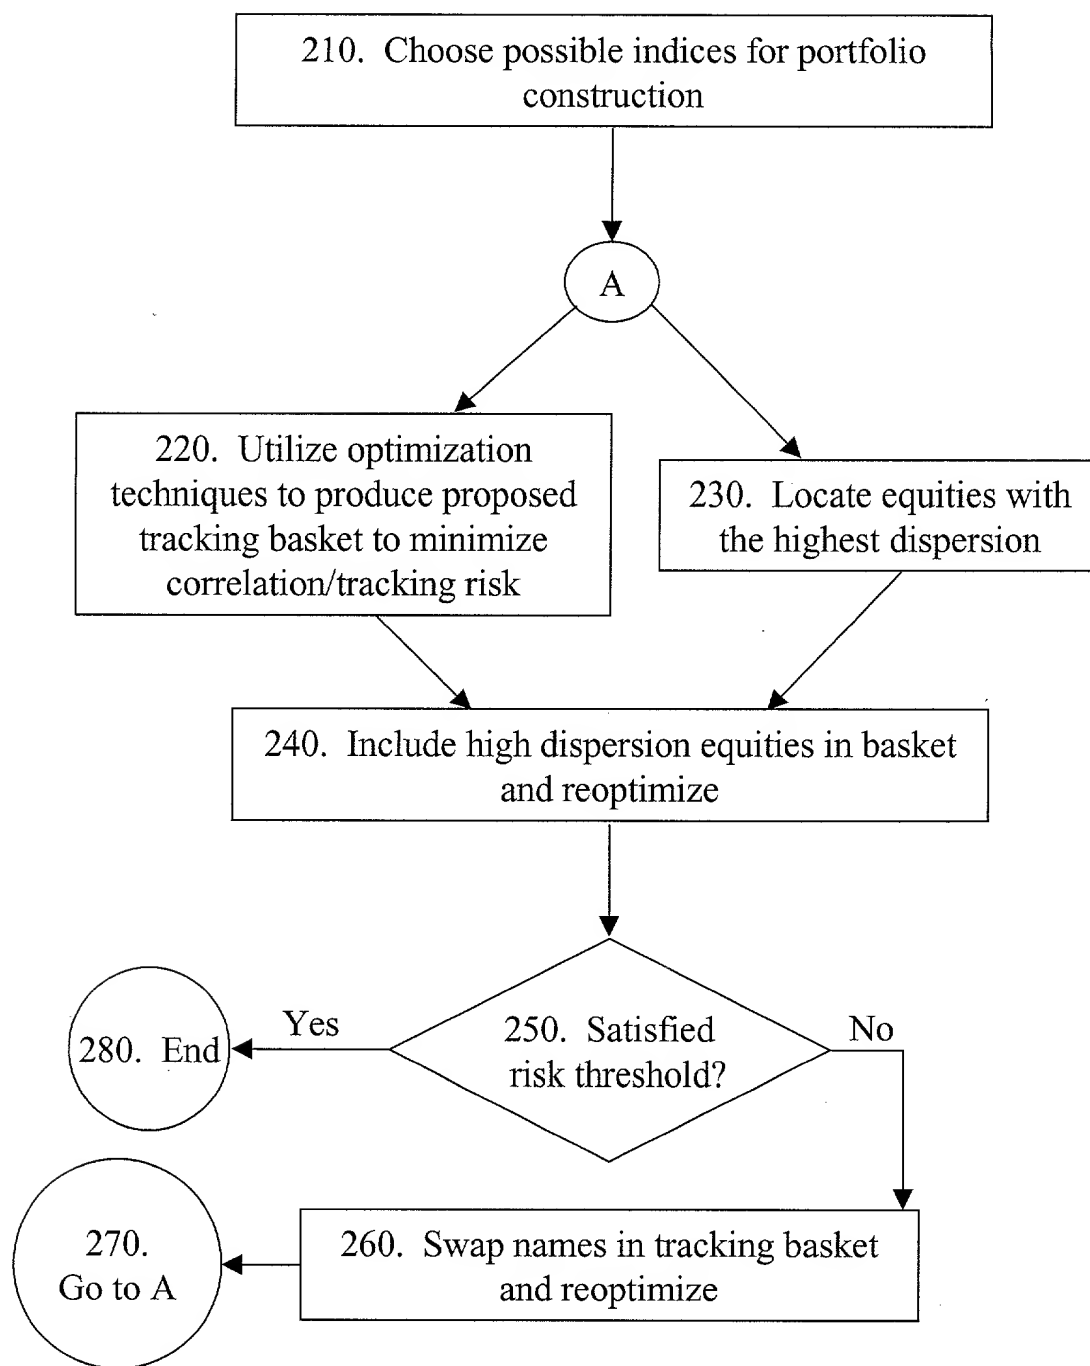 210. Choose possible indices for portfolio
construction
A
220. Utilize optimization
techniques to produce proposed
tracking basket to minimize
correlation/tracking risk
230. Locate equities with
the highest dispersion
240. Include high dispersion equities in basket
and reoptimize
Yes
250. Satisfied
risk threshold?
No
280. End
270.
Go to A
260. Swap names in tracking basket
and reoptimize